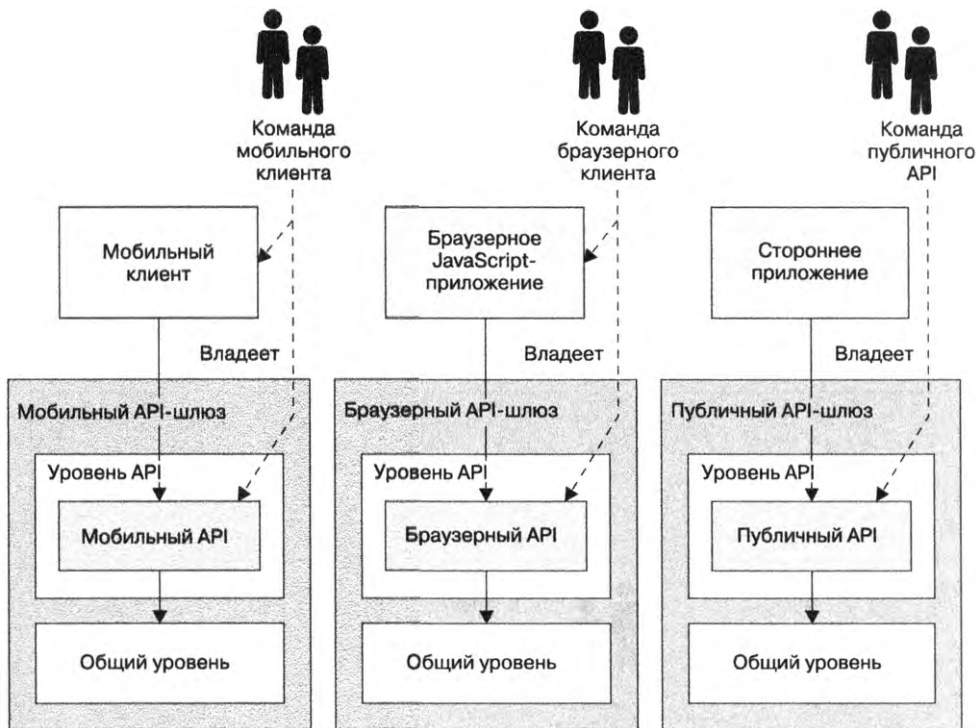 Команда
мобильного
клиента
Команда
браузерного
клиента
Команда
публичного
API
Мобильный
клиент
Браузерное
JavaScript-
приложение
Стороннее
приложение
Владеет
Владеет
Владеет
Мобильный API-шлюз
Браузерный API-шлюз
Публичный API-шлюз
Уровень API
Уровень API
Уровень API
Мобильный API
Браузерный API
Публичный API
Общий уровень
Общий уровень
Общий уровень